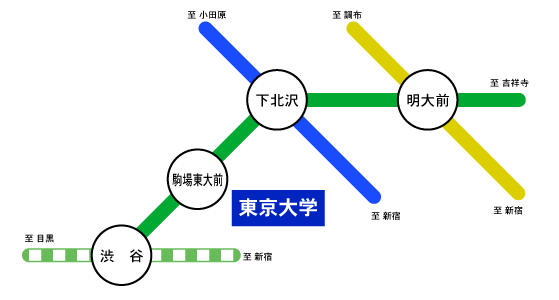 至 小田原
至 調布
至 吉祥寺
下北沢
明大前
駒場東大前
東京大学
至 新宿
至 新宿
至 目黒
渋　谷
至 新宿